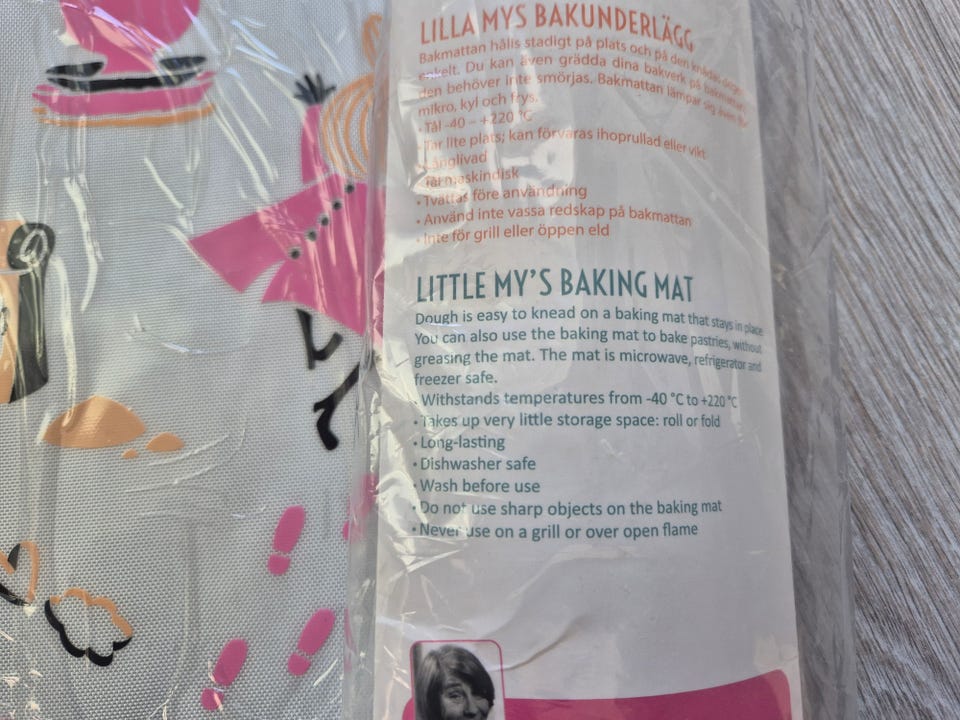 LILLA MYS BAKUNDERLÄGG
Bakmattan hålls stadigt på plats och på den knådas degen
enkelt. Du kan även grädda dina bakverk på bakmattan,
den behöver inte smörjas. Bakmattan lämpar sig även för
mikro, kyl och frys.
• Tål -40 – +220 °C
• Tar lite plats; kan förvaras ihoprullad eller vikt
• Långlivad
• Tål maskindisk
• Tvättas före användning
• Använd inte vassa redskap på bakmattan
• Inte för grill eller öppen eld
LITTLE MY'S BAKING MAT
Dough is easy to knead on a baking mat that stays in place.
You can also use the baking mat to bake pastries, without
greasing the mat. The mat is microwave, refrigerator and
freezer safe.
• Withstands temperatures from -40 °C to +220 °C
• Takes up very little storage space: roll or fold
• Long-lasting
• Dishwasher safe
• Wash before use
• Do not use sharp objects on the baking mat
• Never use on a grill or over open flame